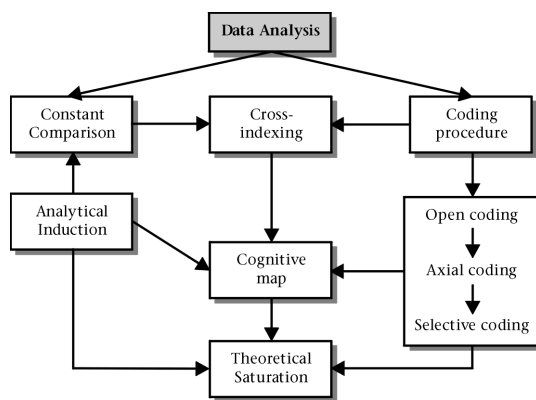 Data Analysis
Constant
Comparison
Cross-
indexing
Coding
procedure
Analytical
Induction
Open coding
Axial coding
Selective coding
Cognitive
map
Theoretical
Saturation